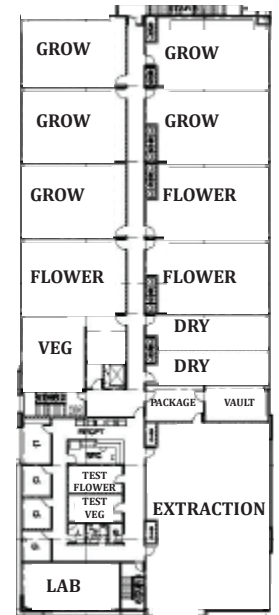 GROW
GROW
GROW
GROW
GROW
FLOWER
FLOWER
FLOWER
VEG
DRY
DRY
PACKAGE
VAULT
TEST
FLOWER
TEST
VEG
EXTRACTION
LAB